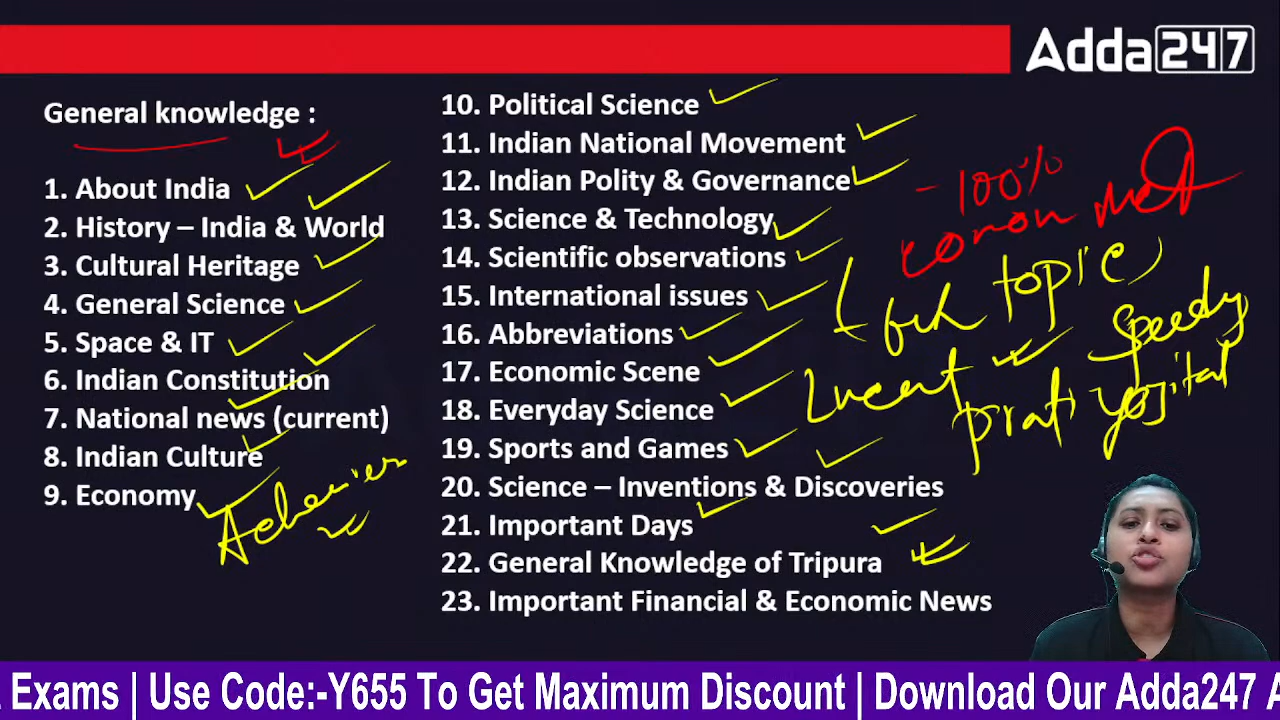 Adda247
General knowledge :
1. About India
2. History – India & World
3. Cultural Heritage
4. General Science
5. Space & IT
6. Indian Constitution
7. National news (current)
8. Indian Culture
9. Economy
10. Political Science
11. Indian National Movement
12. Indian Polity & Governance
13. Science & Technology
14. Scientific observations
15. International issues
16. Abbreviations
17. Economic Scene
18. Everyday Science
19. Sports and Games
20. Science – Inventions & Discoveries
21. Important Days
22. General Knowledge of Tripura
23. Important Financial & Economic News
- 100%
topic
Lucent
Speedy
prati yogital
Exams | Use Code:-Y655 To Get Maximum Discount | Download Our Adda247 A